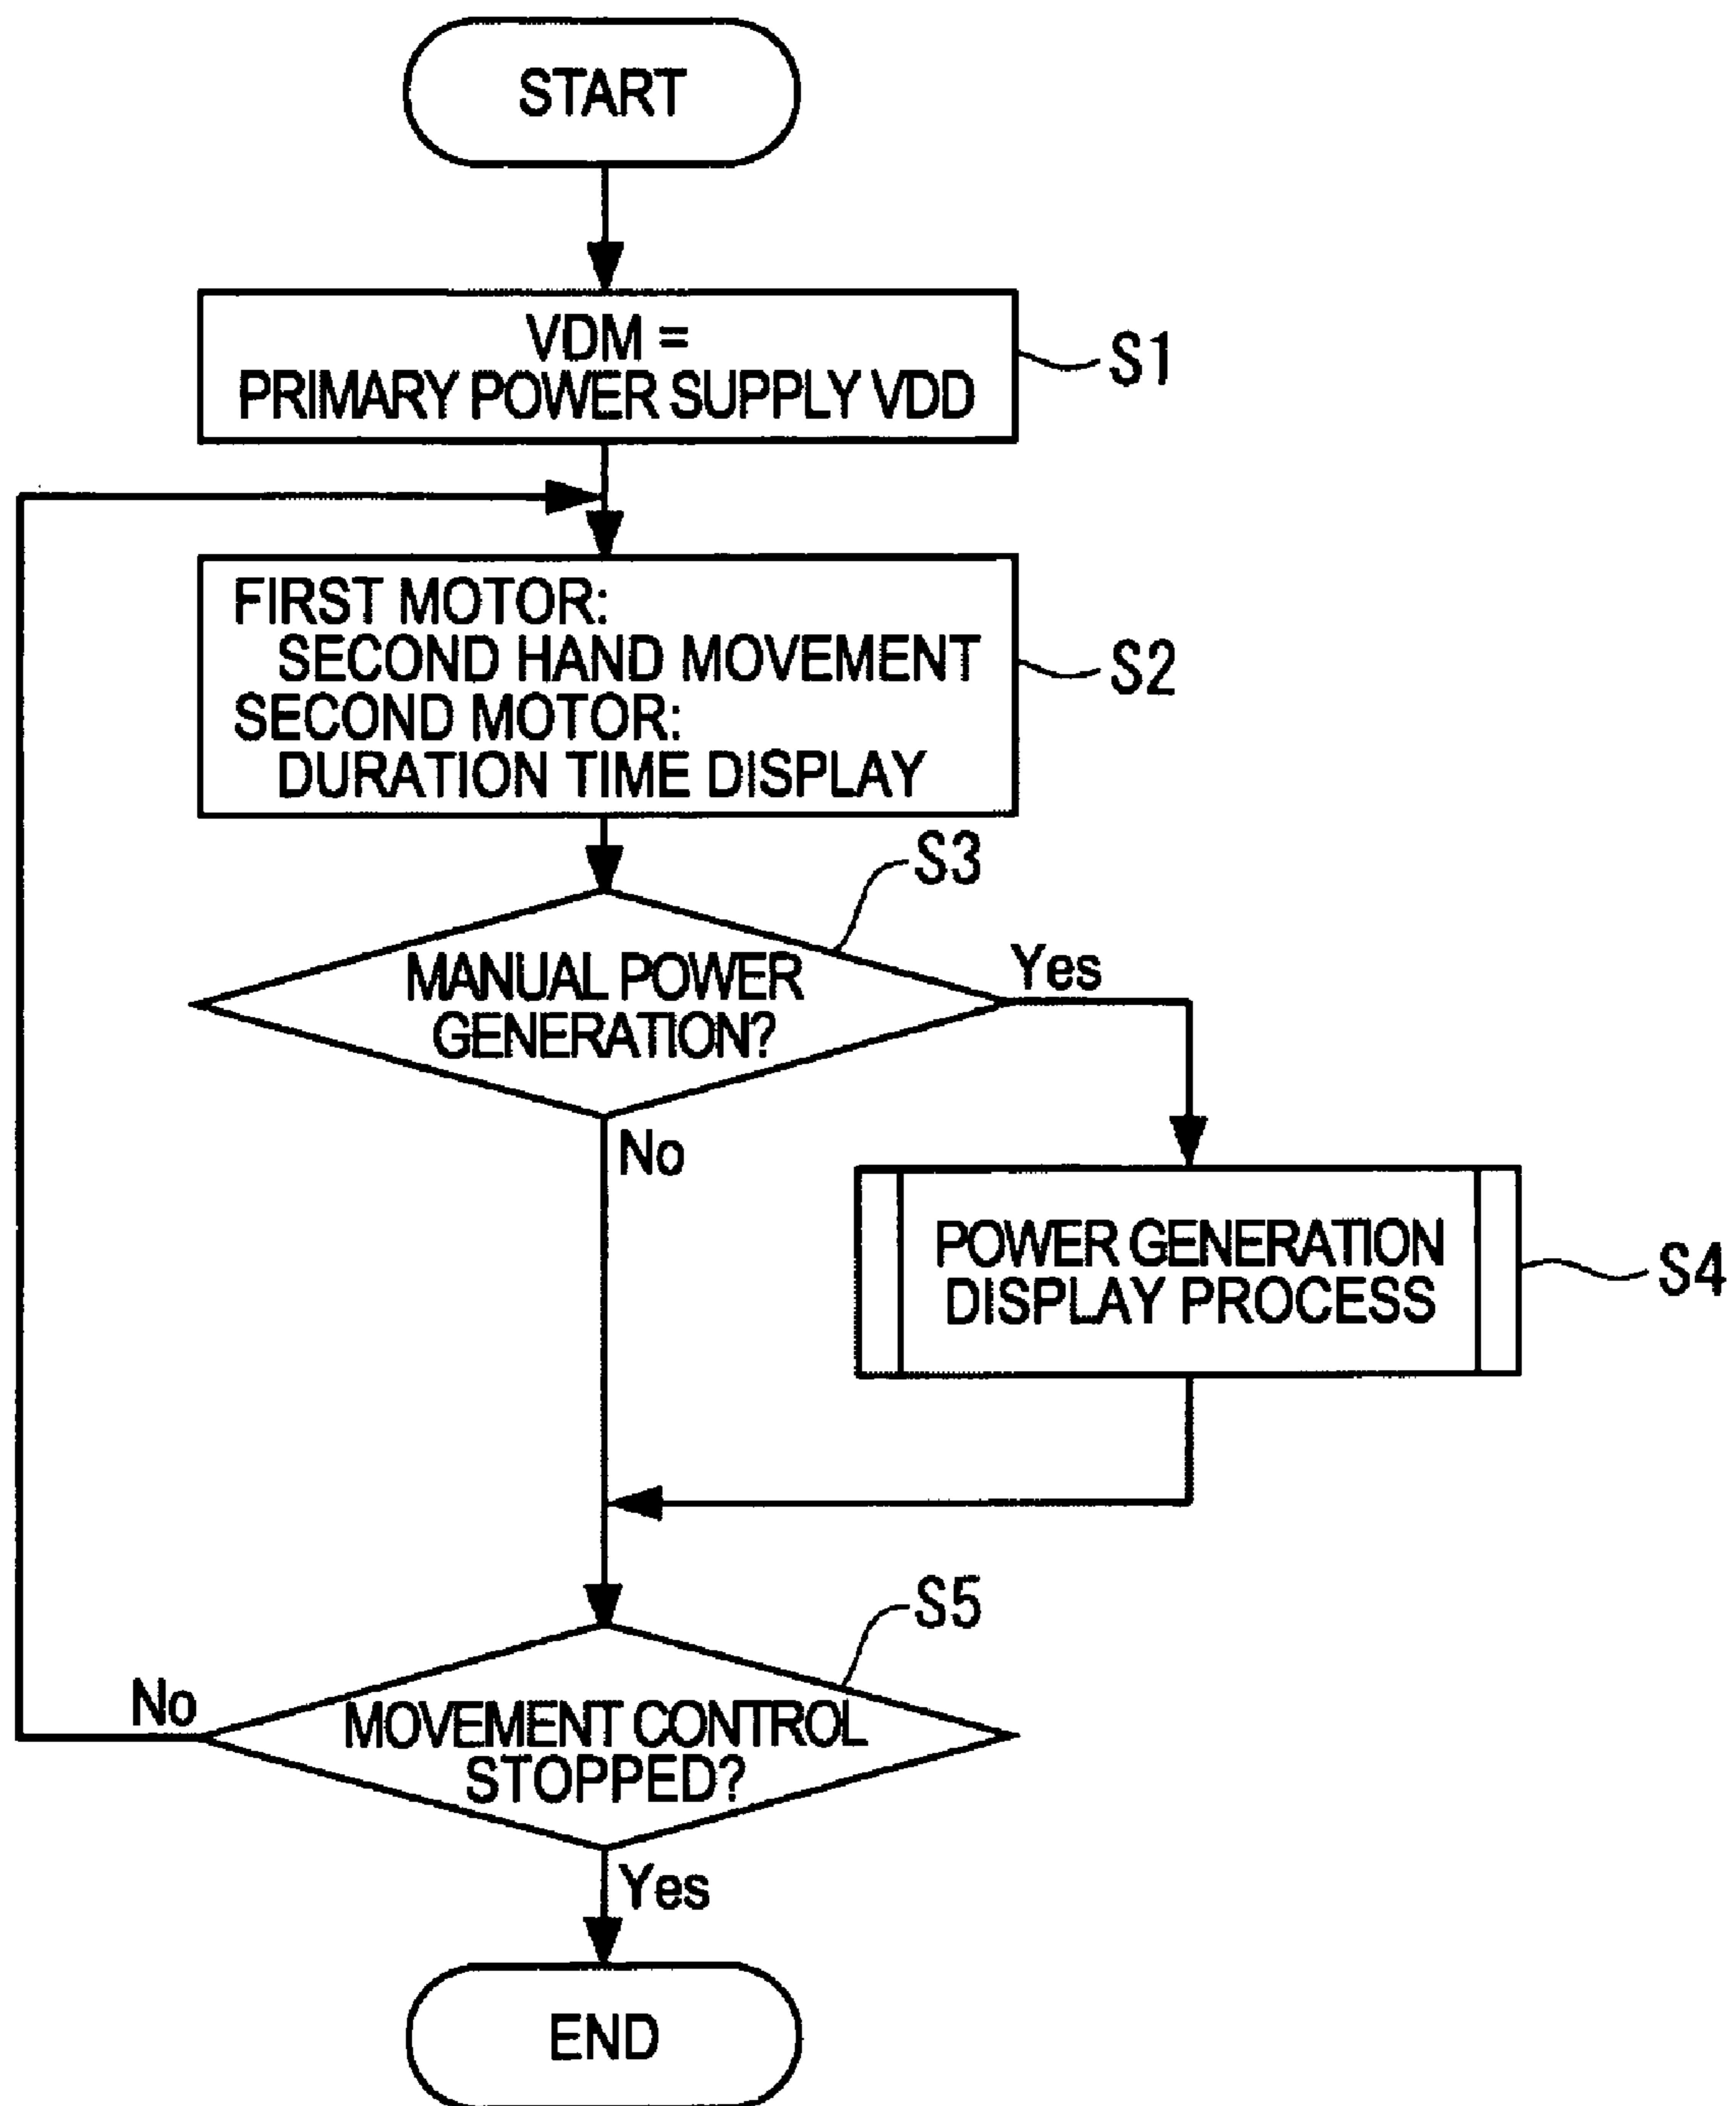 START
VDM =
PRIMARY POWER SUPPLY VDD
S1
FIRST MOTOR:
SECOND HAND MOVEMENT
SECOND MOTOR:
DURATION TIME DISPLAY
S2
S3
MANUAL POWER
GENERATION?
Yes
No
POWER GENERATION
DISPLAY PROCESS
S4
S5
MOVEMENT CONTROL
STOPPED?
No
Yes
END